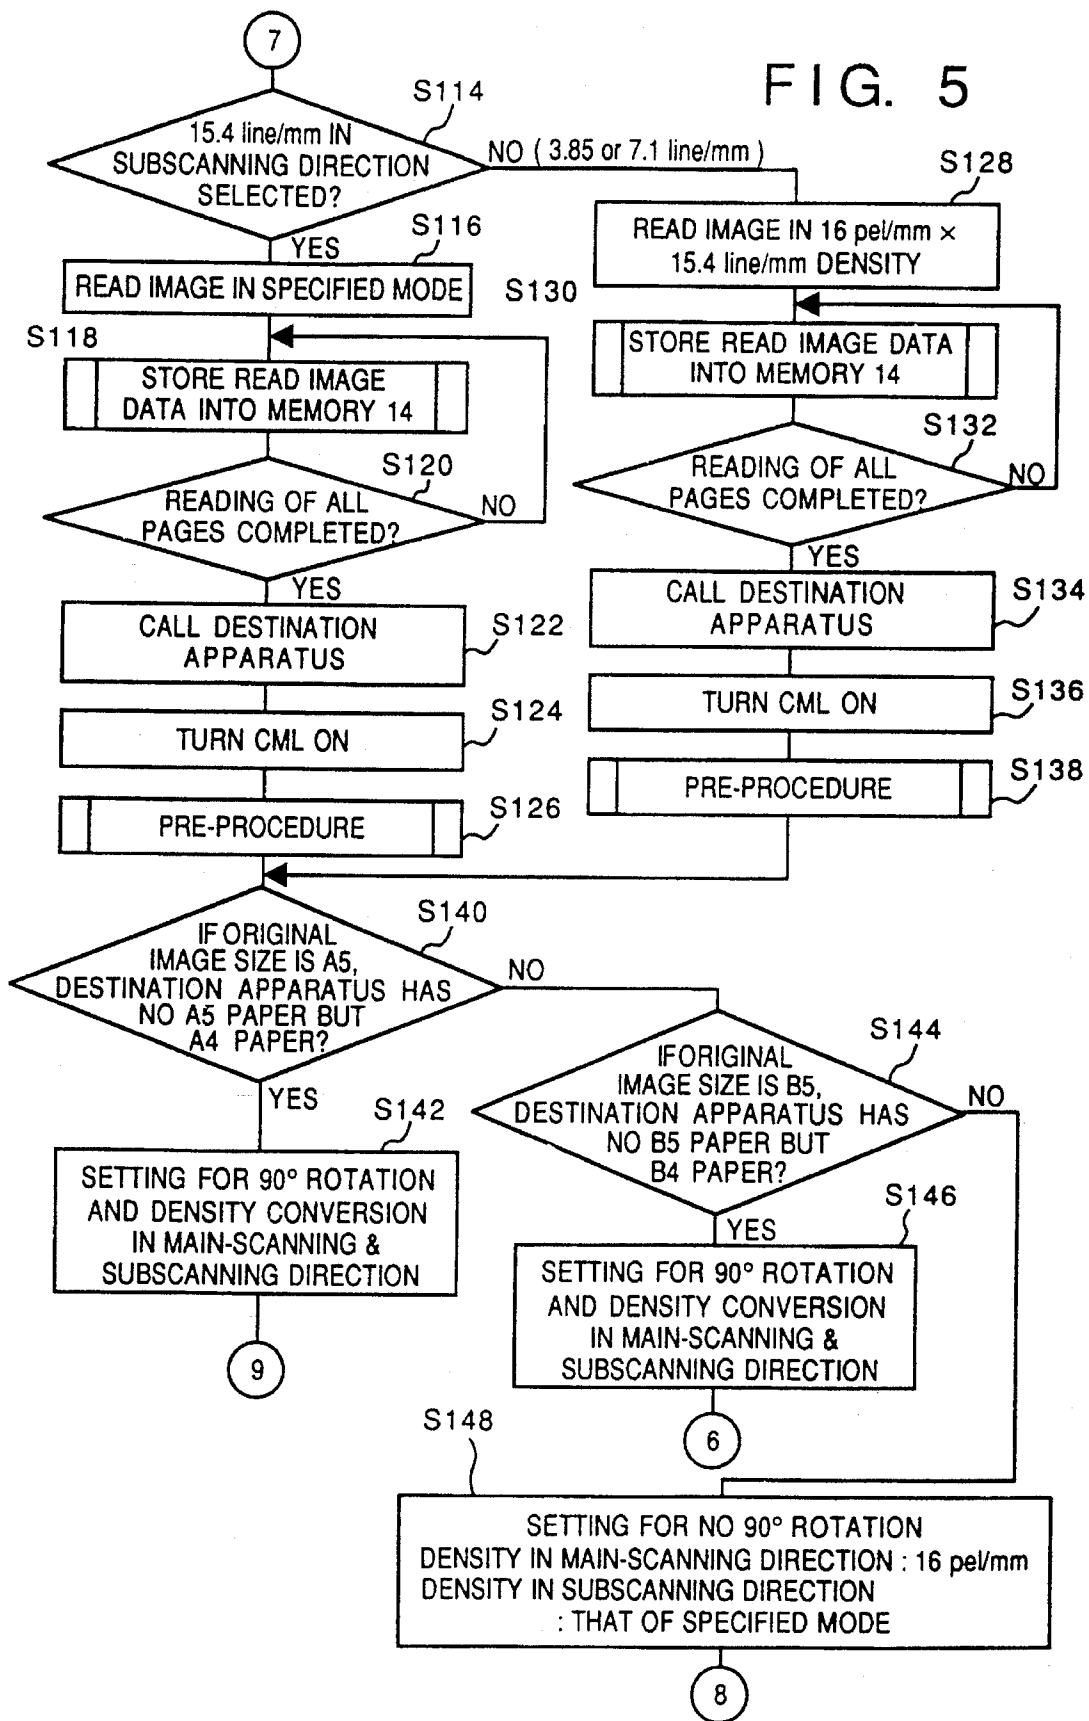 7
FIG. 5
S114
15.4 line/mm IN
SUBSCANNING DIRECTION
SELECTED?
NO ( 3.85 or 7.1 line/mm )
YES
S116
READ IMAGE IN SPECIFIED MODE
S118
STORE READ IMAGE
DATA INTO MEMORY 14
S120
READING OF ALL
PAGES COMPLETED?
NO
YES
CALL DESTINATION
APPARATUS
S122
TURN CML ON
S124
PRE-PROCEDURE
S126
S128
READ IMAGE IN 16 pel/mm ×
15.4 line/mm DENSITY
S130
STORE READ IMAGE DATA
INTO MEMORY 14
S132
READING OF ALL
PAGES COMPLETED?
NO
YES
CALL DESTINATION
APPARATUS
S134
TURN CML ON
S136
PRE-PROCEDURE
S138
S140
IF ORIGINAL
IMAGE SIZE IS A5,
DESTINATION APPARATUS HAS
NO A5 PAPER BUT
A4 PAPER?
NO
YES
S142
SETTING FOR 90° ROTATION
AND DENSITY CONVERSION
IN MAIN-SCANNING &
SUBSCANNING DIRECTION
9
S144
IF ORIGINAL
IMAGE SIZE IS B5,
DESTINATION APPARATUS HAS
NO B5 PAPER BUT
B4 PAPER?
NO
YES
S146
SETTING FOR 90° ROTATION
AND DENSITY CONVERSION
IN MAIN-SCANNING &
SUBSCANNING DIRECTION
6
S148
SETTING FOR NO 90° ROTATION
DENSITY IN MAIN-SCANNING DIRECTION : 16 pel/mm
DENSITY IN SUBSCANNING DIRECTION
: THAT OF SPECIFIED MODE
8